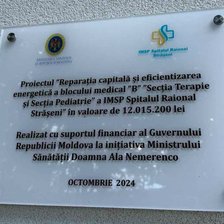 IMSP Spitalul Raional
Strășeni
Proiectul "Reparația capitală și eficientizarea
energetică a blocului medical "B" "Secția Terapie
și Secția Pediatrie" a IMSP Spitalul Raional
Strășeni" în valoare de 12.015.200 lei
Realizat cu suportul financiar al Guvernului
Republicii Moldova la inițiativa Ministrului
Sănătății Doamna Ala Nemerenco
OCTOMBRIE 2024